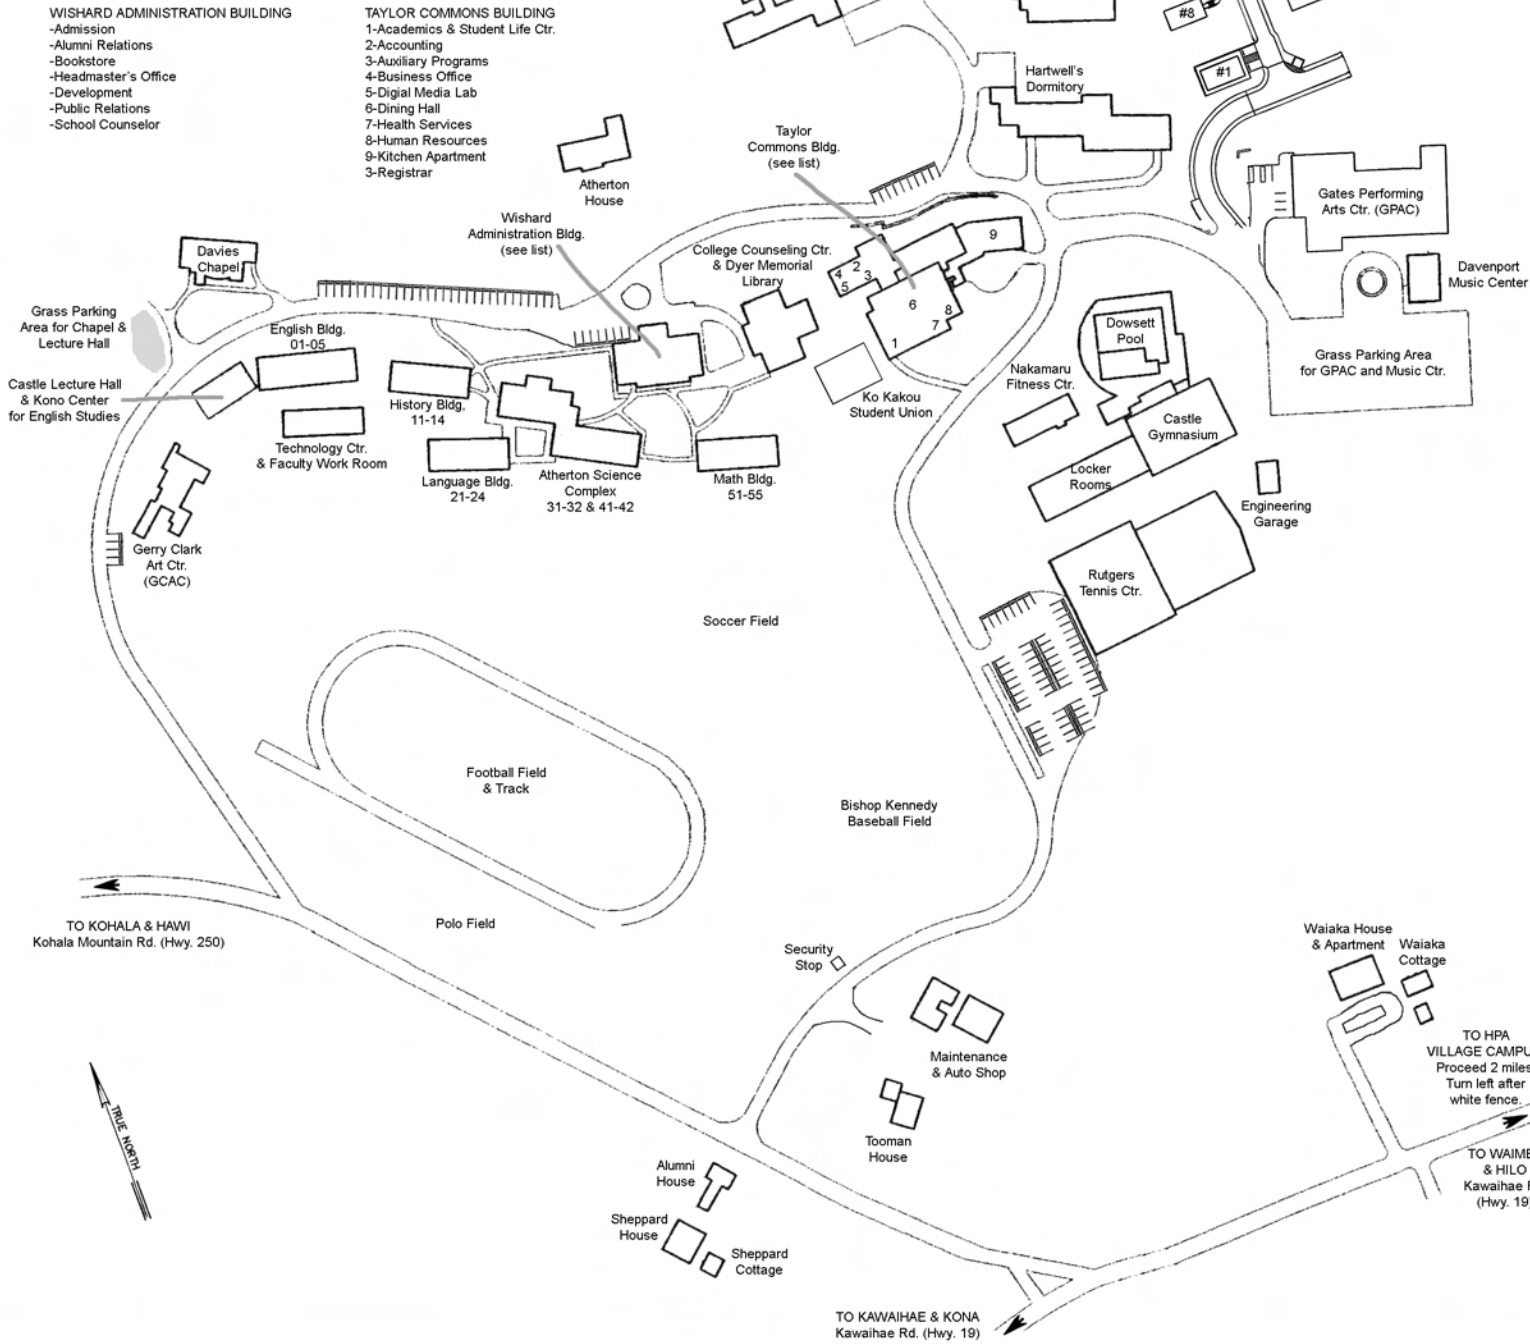 WISHARD ADMINISTRATION BUILDING
-Admission
-Alumni Relations
-Bookstore
-Headmaster's Office
-Development
-Public Relations
-School Counselor
TAYLOR COMMONS BUILDING
1-Academics & Student Life Ctr.
2-Accounting
3-Auxiliary Programs
4-Business Office
5-Digial Media Lab
6-Dining Hall
7-Health Services
8-Human Resources
9-Kitchen Apartment
3-Registrar
#8
#1
Hartwell's
Dormitory
Taylor
Commons Bldg.
(see list)
Atherton
House
Gates Performing
Arts Ctr. (GPAC)
Wishard
Administration Bldg.
(see list)
Davies
Chapel
College Counseling Ctr.
& Dyer Memorial
Library
4
2
3
5
9
6
8
7
1
Davenport
Music Center
Grass Parking
Area for Chapel &
Lecture Hall
English Bldg.
01-05
Dowsett
Pool
Grass Parking Area
for GPAC and Music Ctr.
Castle Lecture Hall
& Kono Center
for English Studies
History Bldg,
11-14
Ko Kakou
Student Union
Nakamaru
Fitness Ctr.
Castle
Gymnasium
Technology Ctr.
& Faculty Work Room
Language Bldg.
21-24
Atherton Science
Complex
31-32 & 41-42
Math Bldg.
51-55
Locker
Rooms
Engineering
Garage
Gerry Clark
Art Ctr.
(GCAC)
Rutgers
Tennis Ctr.
Soccer Field
Football Field
& Track
Bishop Kennedy
Baseball Field
TO KOHALA & HAWI
Kohala Mountain Rd. (Hwy. 250)
Polo Field
Security
Stop
Waiaka House
& Apartment
Waiaka
Cottage
Maintenance
& Auto Shop
TO HPA
VILLAGE CAMPU
Proceed 2 miles
Turn left after
white fence.
TRUE NORTH
Tooman
House
Alumni
House
TO WAIME
& HILO
Kawaihae
(Hwy. 19
Sheppard
House
Sheppard
Cottage
TO KAWAIHAE & KONA
Kawaihae Rd. (Hwy. 19)